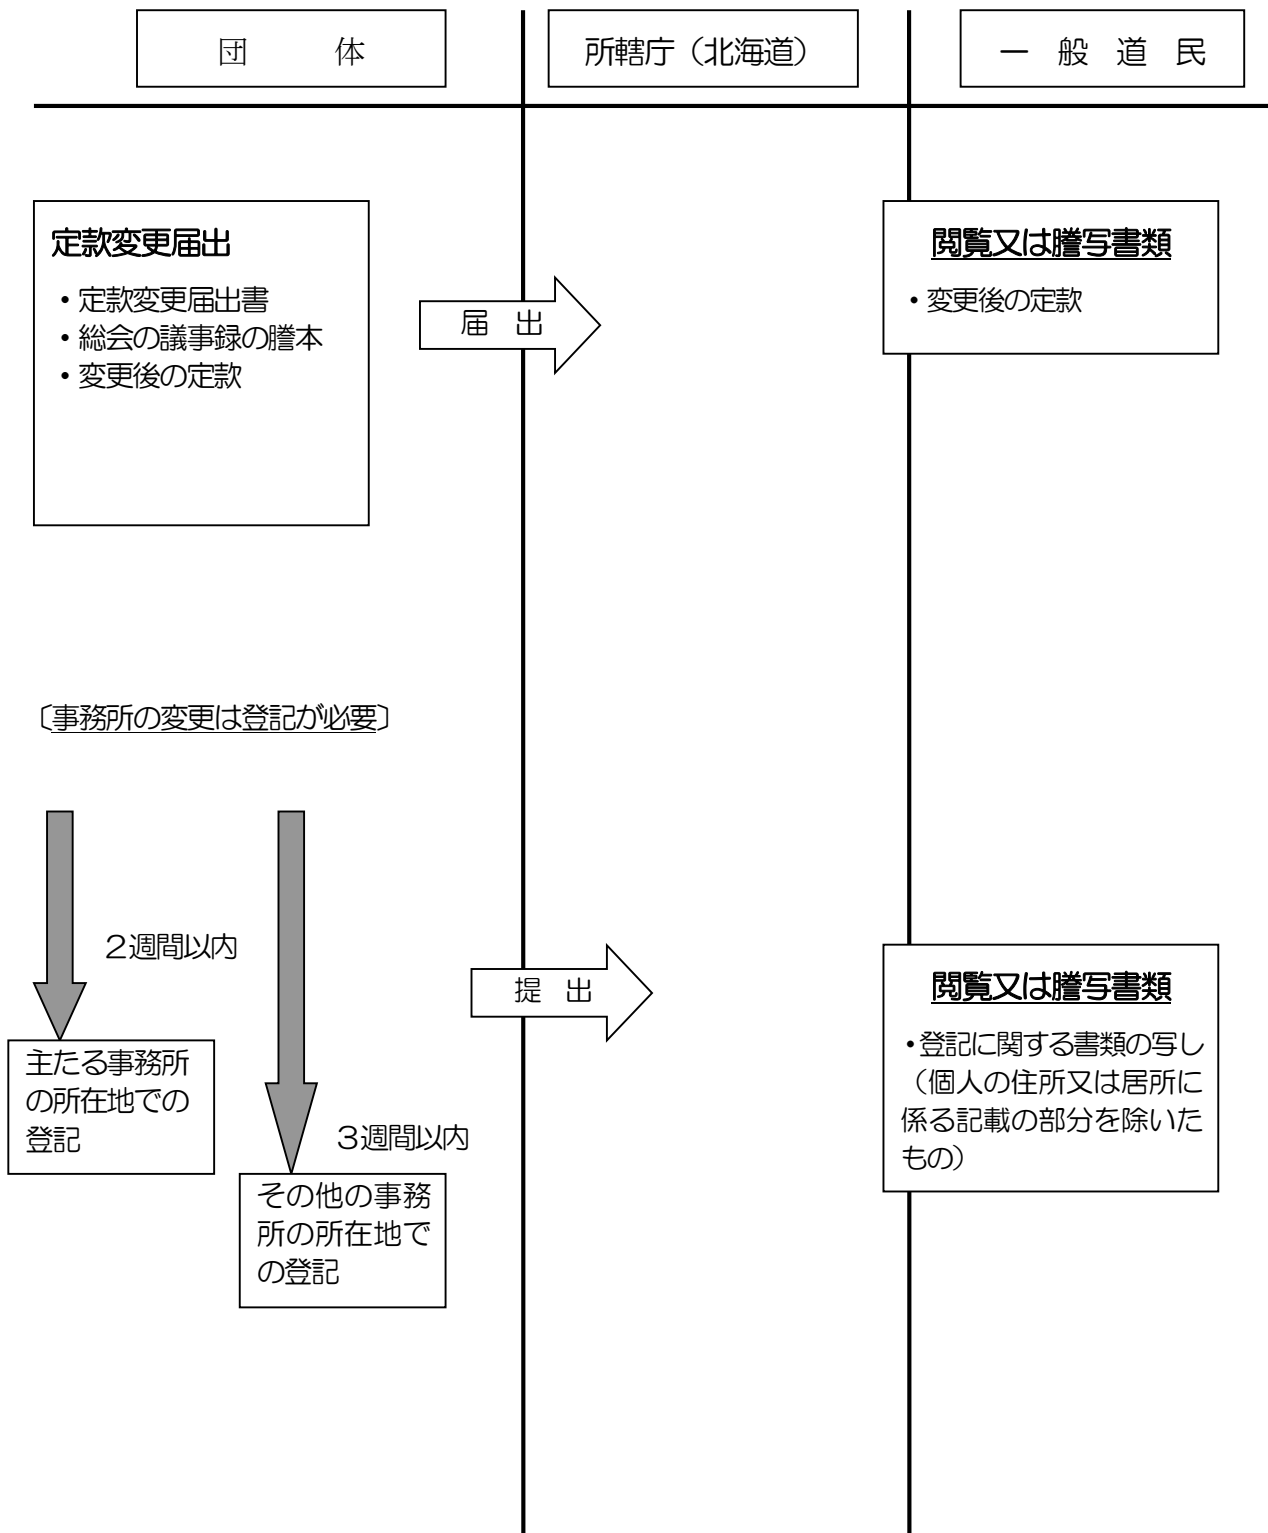 団　体
所轄庁（北海道）
一 般 道 民
定款変更届出
・定款変更届出書
・総会の議事録の謄本
・変更後の定款
届 出
閲覧又は謄写書類
・変更後の定款
〔事務所の変更は登記が必要〕
２週間以内
主たる事務所
の所在地での
登記
３週間以内
その他の事務
所の所在地で
の登記
提 出
閲覧又は謄写書類
・登記に関する書類の写し
（個人の住所又は居所に
係る記載の部分を除いた
もの）